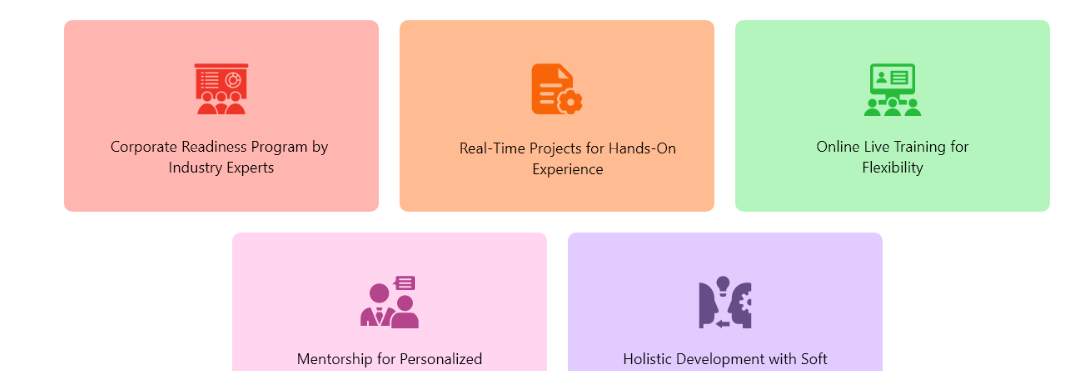 Corporate Readiness Program by
Industry Experts
Real-Time Projects for Hands-On
Experience
Online Live Training for
Flexibility
Mentorship for Personalized
Holistic Development with Soft